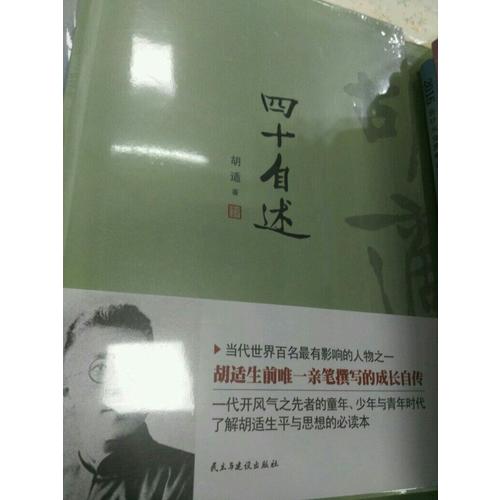 四十自述
胡适 著
胡適
2016
▶当代世界百名最有影响的人物之一
胡适生前唯一亲笔撰写的成长自传
一代开风气之先者的童年、少年与青年时代
了解胡适生平与思想的必读本
民主与建设出版社